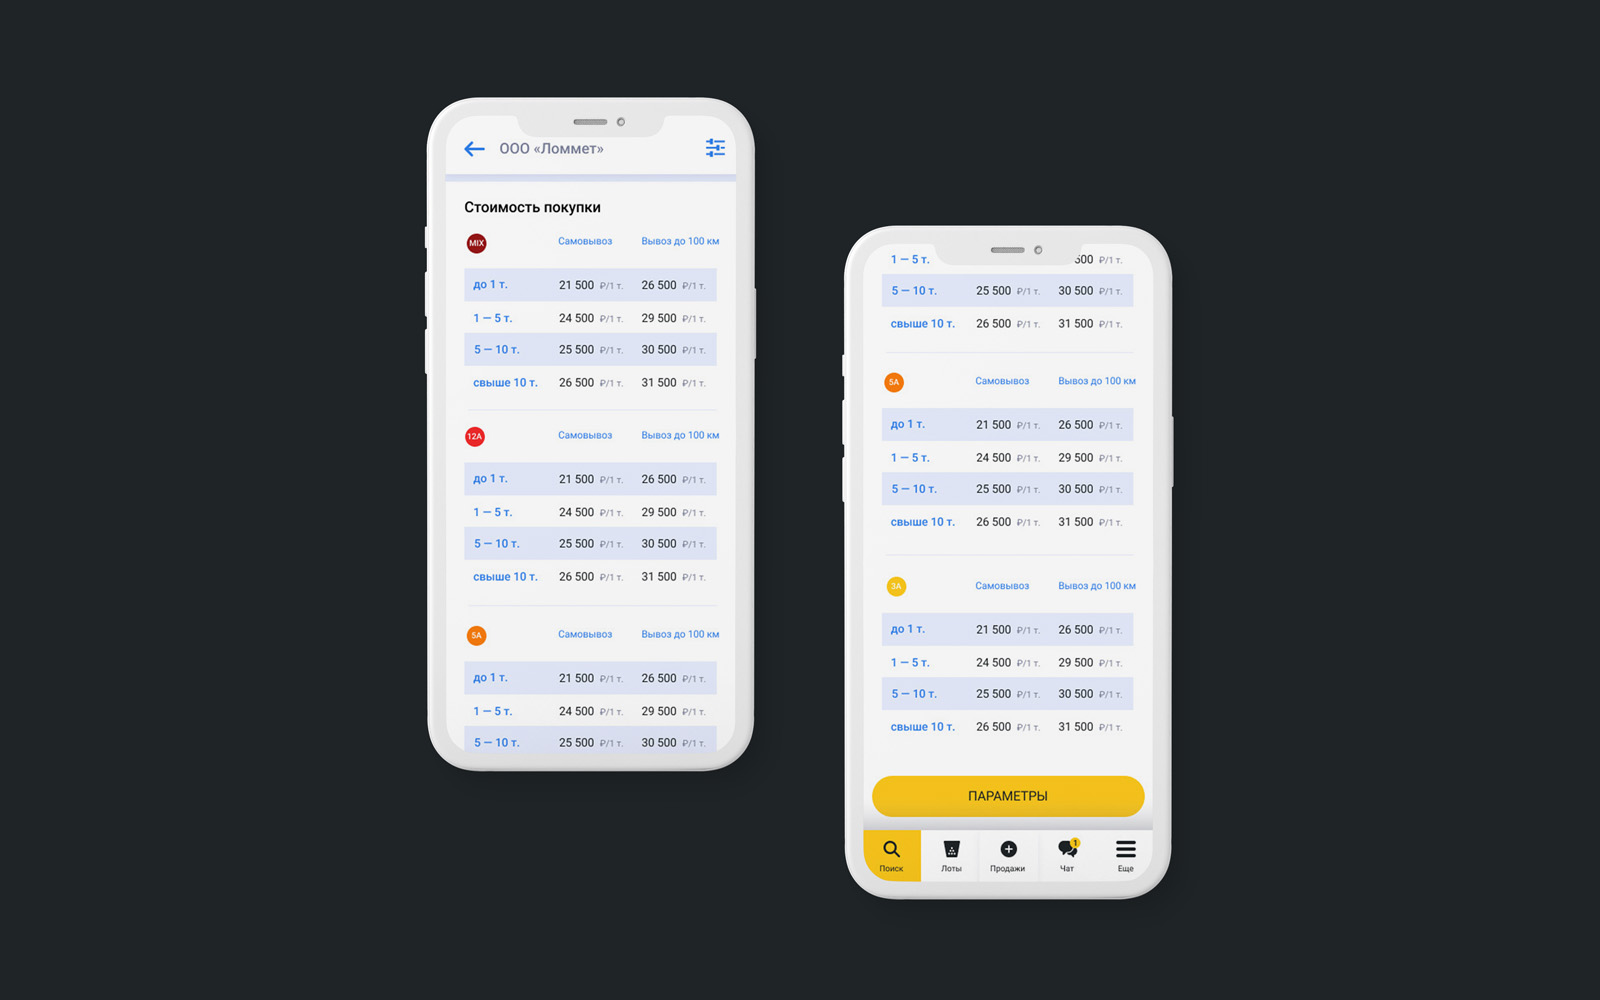 ООО «Ломмет»
Стоимость покупки
MIX Самовывоз Вывоз до 100 км
до 1 т. 21 500 ₽/1 т. 26 500 ₽/1 т.
1 — 5 т. 24 500 ₽/1 т. 29 500 ₽/1 т.
5 — 10 т. 25 500 ₽/1 т. 30 500 ₽/1 т.
свыше 10 т. 26 500 ₽/1 т. 31 500 ₽/1 т.
12A Самовывоз Вывоз до 100 км
до 1 т. 21 500 ₽/1 т. 26 500 ₽/1 т.
1 — 5 т. 24 500 ₽/1 т. 29 500 ₽/1 т.
5 — 10 т. 25 500 ₽/1 т. 30 500 ₽/1 т.
свыше 10 т. 26 500 ₽/1 т. 31 500 ₽/1 т.
5A Самовывоз Вывоз до 100 км
до 1 т. 21 500 ₽/1 т. 26 500 ₽/1 т.
1 — 5 т. 24 500 ₽/1 т. 29 500 ₽/1 т.
5 — 10 т. 25 500 ₽/1 т. 30 500 ₽/1 т.
1 — 5 т. 500 ₽/1 т.
5 — 10 т. 25 500 ₽/1 т. 30 500 ₽/1 т.
свыше 10 т. 26 500 ₽/1 т. 31 500 ₽/1 т.
5A Самовывоз Вывоз до 100 км
до 1 т. 21 500 ₽/1 т. 26 500 ₽/1 т.
1 — 5 т. 24 500 ₽/1 т. 29 500 ₽/1 т.
5 — 10 т. 25 500 ₽/1 т. 30 500 ₽/1 т.
свыше 10 т. 26 500 ₽/1 т. 31 500 ₽/1 т.
3A Самовывоз Вывоз до 100 км
до 1 т. 21 500 ₽/1 т. 26 500 ₽/1 т.
1 — 5 т. 24 500 ₽/1 т. 29 500 ₽/1 т.
5 — 10 т. 25 500 ₽/1 т. 30 500 ₽/1 т.
свыше 10 т. 26 500 ₽/1 т. 31 500 ₽/1 т.
ПАРАМЕТРЫ
1
Поиск Лоты Продажи Чат Еще